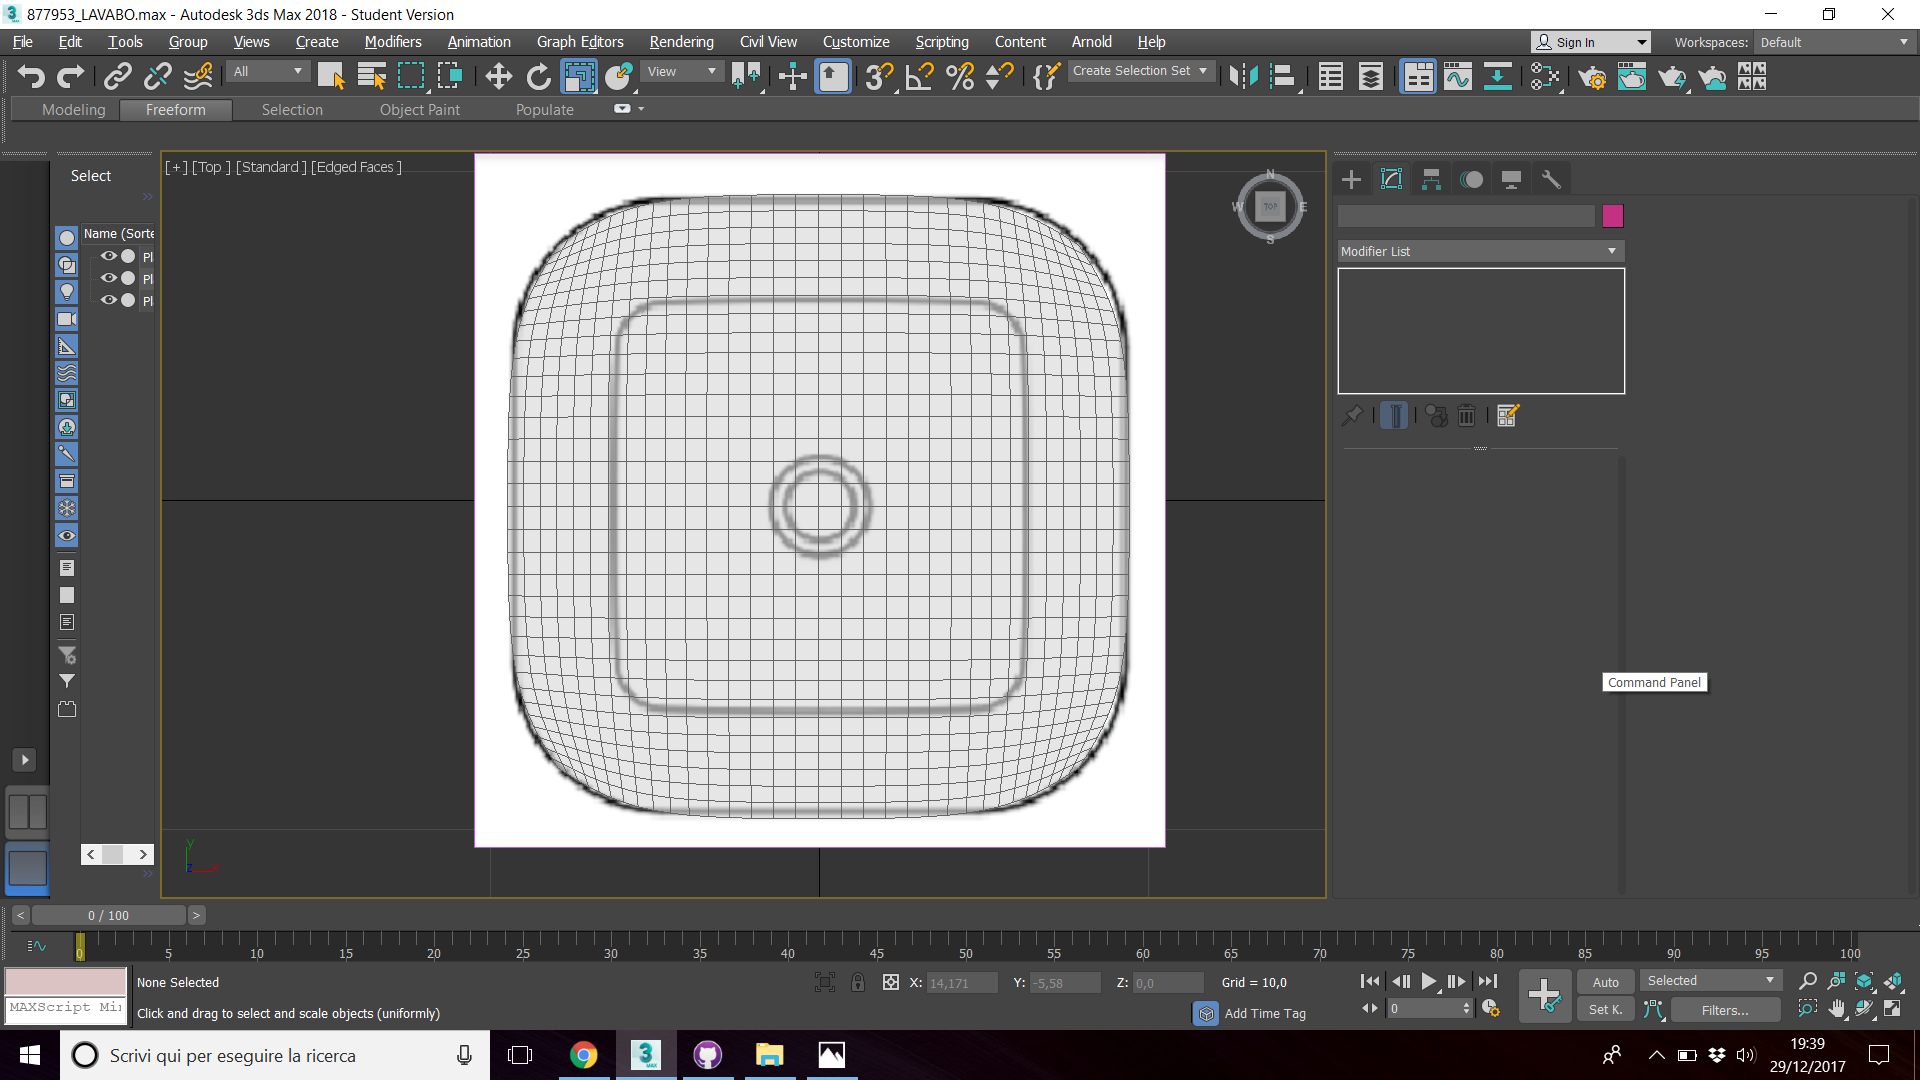 877953_LAVABO.max - Autodesk 3ds Max 2018 - Student Version
File Edit Tools Group Views Create Modifiers Animation Graph Editors Rendering Civil View Customize Scripting Content Arnold Help
Sign In
Workspaces: Default
All
View
Create Selection Set
Modeling Freeform Selection Object Paint Populate
Select
[+] [Top ] [Standard ] [Edged Faces ]
N
W TOP E
S
Name (Sorte
Pl
Pl
Pl
Modifier List
Command Panel
y
x
z
0 / 100
0 5 10 15 20 25 30 35 40 45 50 55 60 65 70 75 80 85 90 95 100
None Selected
X: 14,171 Y: -5,58 Z: 0,0 Grid = 10,0
Auto
Selected
MAXScript Mi
Click and drag to select and scale objects (uniformly)
Add Time Tag
0
Set K.
Filters...
Scrivi qui per eseguire la ricerca
19:39
29/12/2017